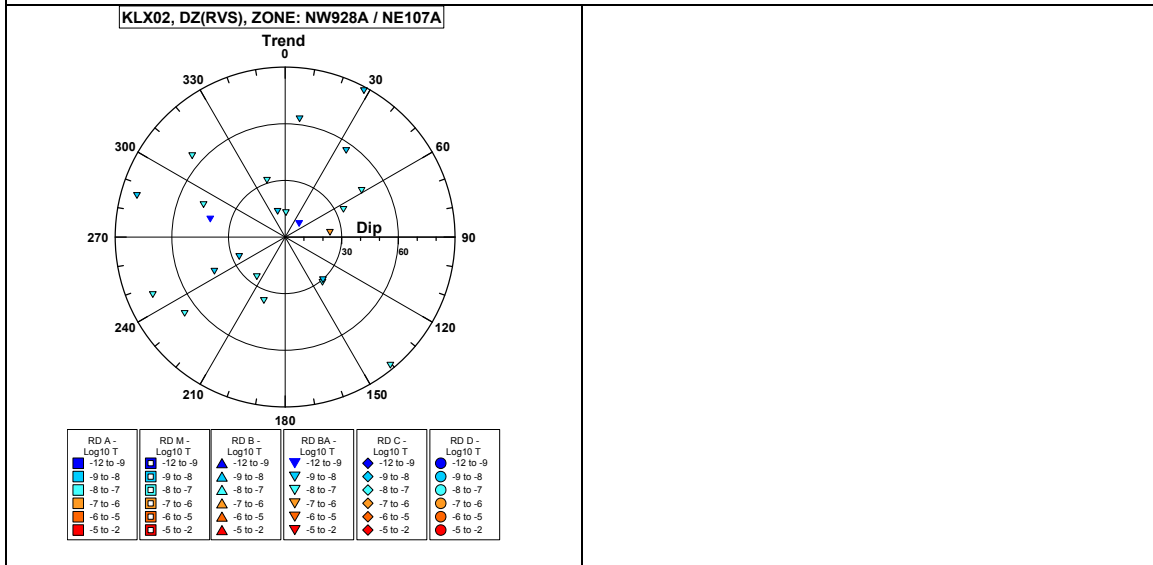 KLX02, DZ(RVS), ZONE: NW928A / NE107A
Trend
0
330
30
300
60
Dip
270
30
60
90
240
120
210
150
180
RD A - Log10 T
-12 to -9
-9 to -8
-8 to -7
-7 to -6
-6 to -5
-5 to -2
RD M - Log10 T
-12 to -9
-9 to -8
-8 to -7
-7 to -6
-6 to -5
-5 to -2
RD B - Log10 T
-12 to -9
-9 to -8
-8 to -7
-7 to -6
-6 to -5
-5 to -2
RD BA - Log10 T
-12 to -9
-9 to -8
-8 to -7
-7 to -6
-6 to -5
-5 to -2
RD C - Log10 T
-12 to -9
-9 to -8
-8 to -7
-7 to -6
-6 to -5
-5 to -2
RD D - Log10 T
-12 to -9
-9 to -8
-8 to -7
-7 to -6
-6 to -5
-5 to -2